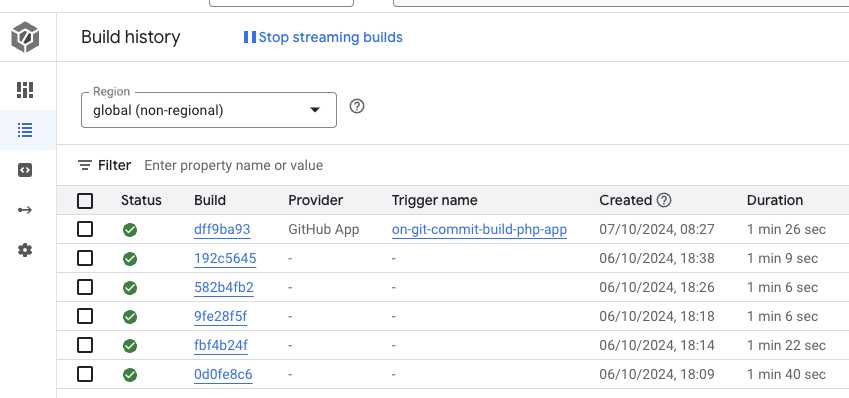 Build history Stop streaming builds
Region
global (non-regional)
Filter Enter property name or value
Status Build Provider Trigger name Created Duration
dff9ba93 GitHub App on-git-commit-build-php-app 07/10/2024, 08:27 1 min 26 sec
192c5645 - - 06/10/2024, 18:38 1 min 9 sec
582b4fb2 - - 06/10/2024, 18:26 1 min 6 sec
9fe28f5f - - 06/10/2024, 18:18 1 min 6 sec
fbf4b24f - - 06/10/2024, 18:14 1 min 22 sec
0d0fe8c6 - - 06/10/2024, 18:09 1 min 40 sec